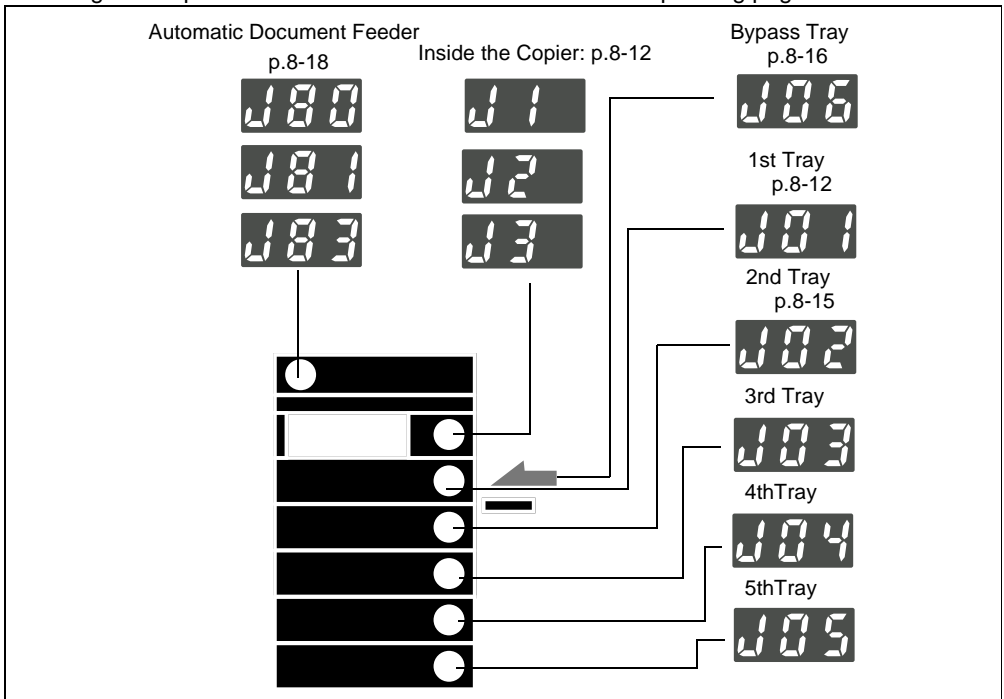 Automatic Document Feeder
p.8-18
J80
J81
J83
Inside the Copier: p.8-12
J1
J2
J3
Bypass Tray
p.8-16
J06
1st Tray
p.8-12
J01
2nd Tray
p.8-15
J02
3rd Tray
J03
4thTray
J04
5thTray
J05